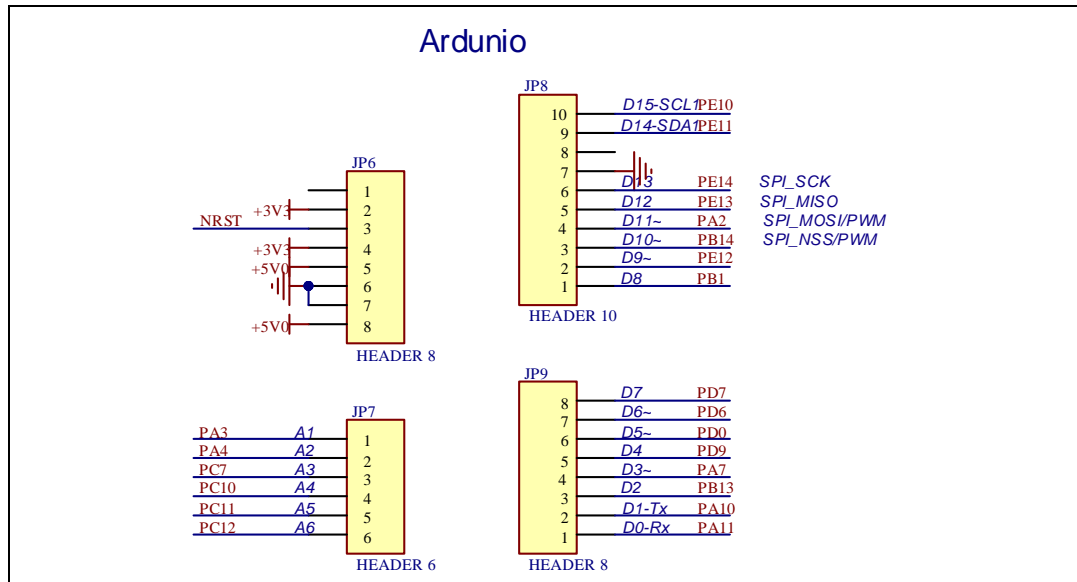 Ardunio
JP6
1
+3V3 2
NRST 3
+3V3 4
+5V0 5
6
7
+5V0 8
HEADER 8
JP7
PA3 A1 1
PA4 A2 2
PC7 A3 3
PC10 A4 4
PC11 A5 5
PC12 A6 6
HEADER 6
JP8
10 D15-SCL1 PE10
9 D14-SDA1 PE11
8
7
6 D13 PE14 SPI_SCK
5 D12 PE13 SPI_MISO
4 D11~ PA2 SPI_MOSI/PWM
3 D10~ PB14 SPI_NSS/PWM
2 D9~ PE12
1 D8 PB1
HEADER 10
JP9
8 D7 PD7
7 D6~ PD6
6 D5~ PD0
5 D4 PD9
4 D3~ PA7
3 D2 PB13
2 D1-Tx PA10
1 D0-Rx PA11
HEADER 8